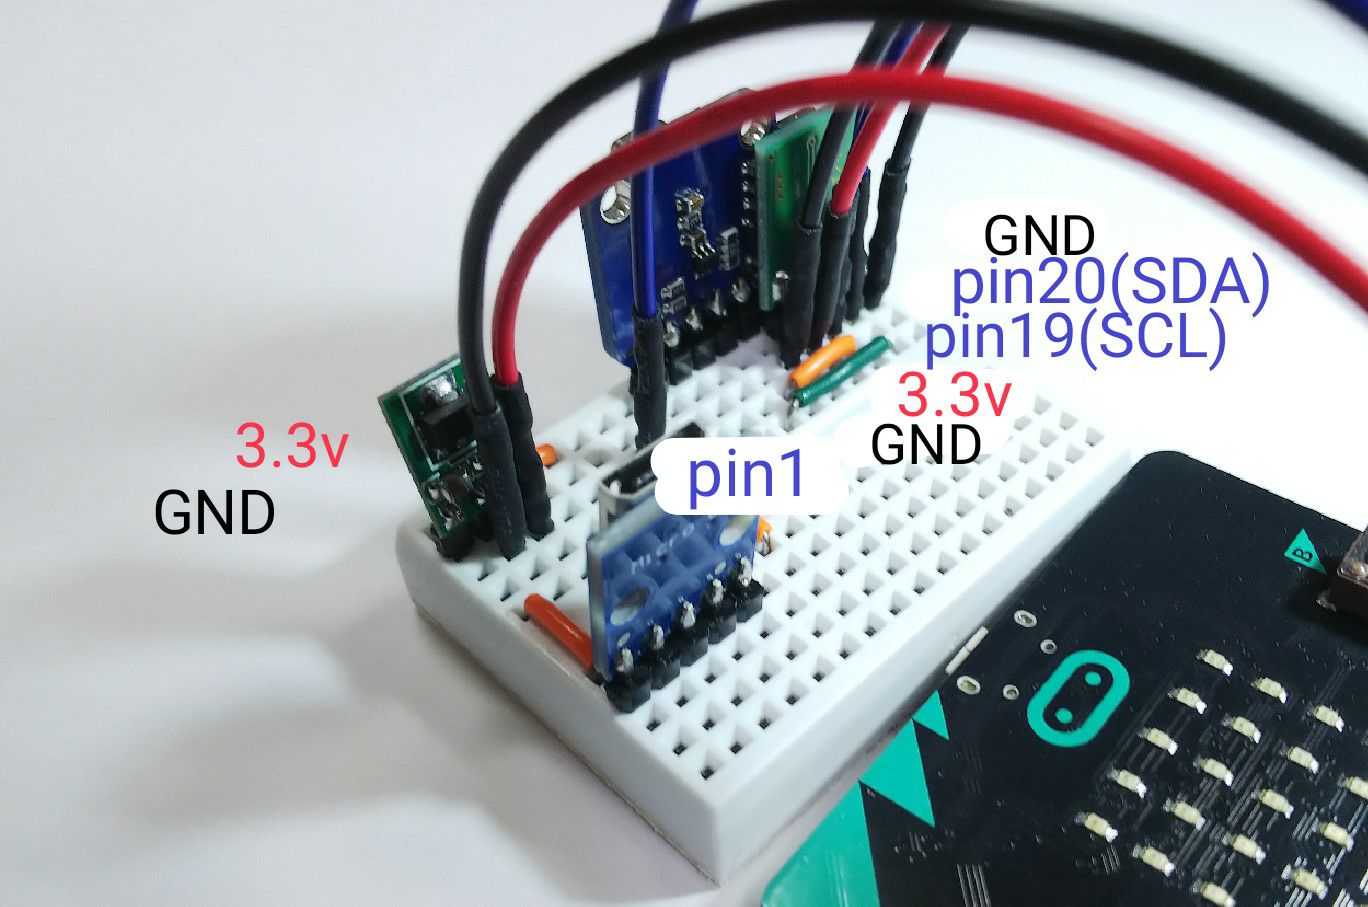 GND
pin20(SDA)
pin19(SCL)
3.3v
GND
3.3v
GND
pin1
B